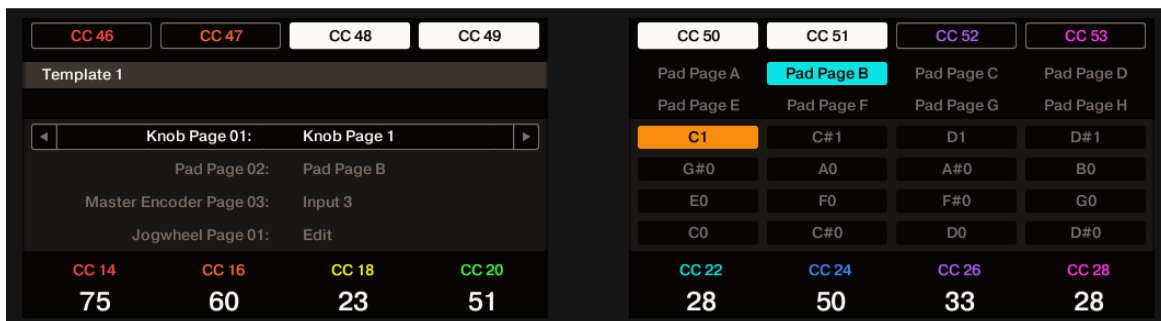 CC 46 CC 47 CC 48 CC 49
Template 1
Knob Page 01: Knob Page 1
Pad Page 02: Pad Page B
Master Encoder Page 03: Input 3
Jogwheel Page 01: Edit
CC 14 CC 16 CC 18 CC 20
75 60 23 51
CC 50 CC 51 CC 52 CC 53
Pad Page A Pad Page B Pad Page C Pad Page D
Pad Page E Pad Page F Pad Page G Pad Page H
C1 C#1 D1 D#1
G#0 A0 A#0 B0
E0 F0 F#0 G0
C0 C#0 D0 D#0
CC 22 CC 24 CC 26 CC 28
28 50 33 28